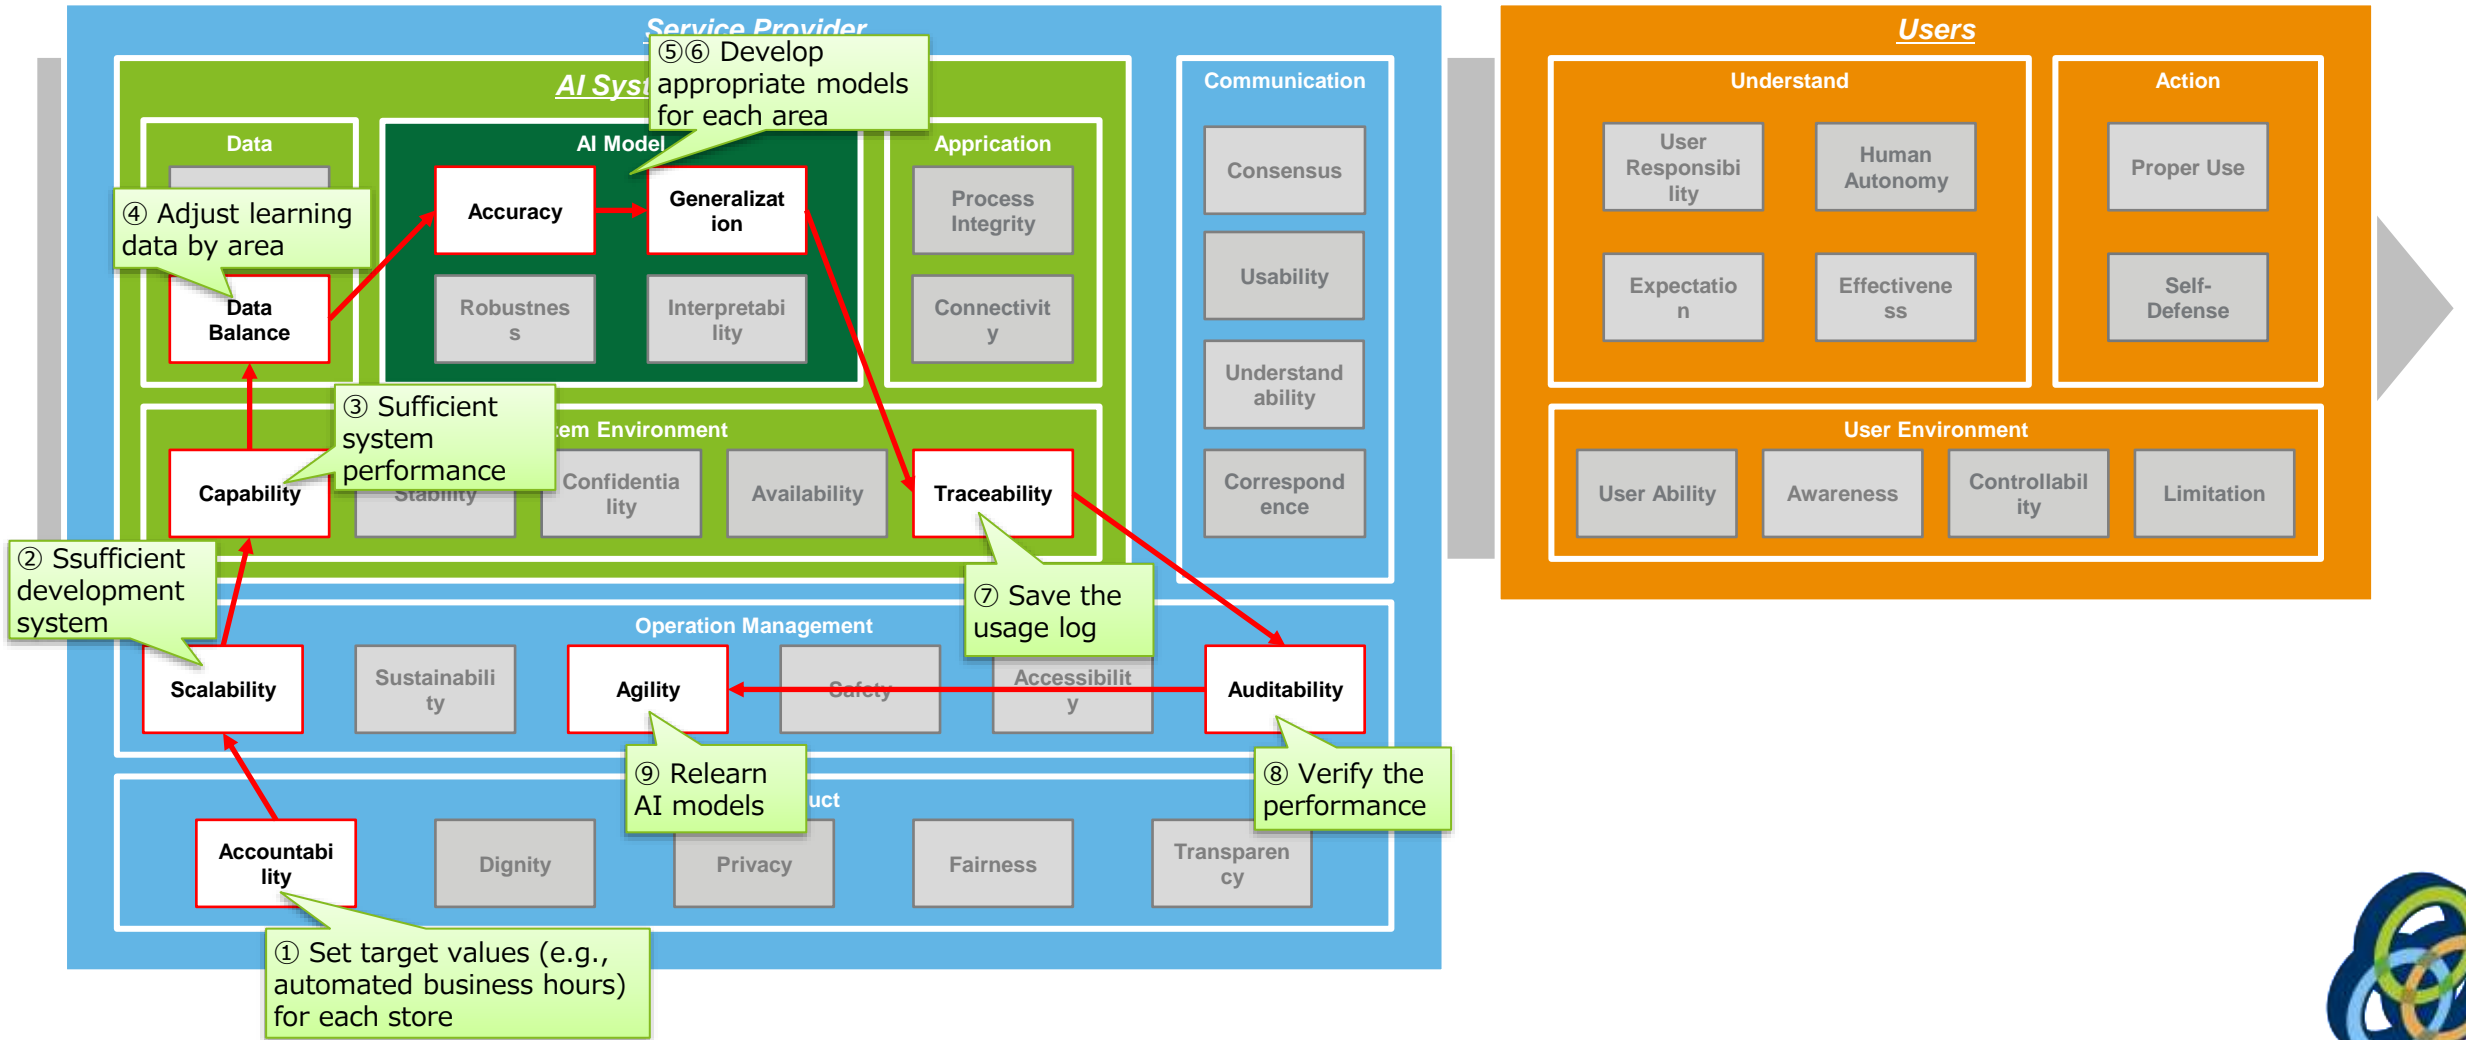 Service Provider
⑤⑥ Develop
appropriate models
for each area
AI Syst
Data
④ Adjust learning
data by area
Data
Balance
AI Model
Accuracy
Generalizat
ion
Robustnes
s
Interpretabi
lity
Apprication
Process
Integrity
Connectivit
y
③ Sufficient
system
performance
tem Environment
Capability
Stability
Confidentia
lity
Availability
Traceability
Communication
Consensus
Usability
Understand
ability
Correspond
ence
② Ssufficient
development
system
⑦ Save the
usage log
Operation Management
Scalability
Sustainabili
ty
Agility
Safety
Accessibilit
y
Auditability
⑨ Relearn
AI models
⑧ Verify the
performance
uct
Accountabi
lity
Dignity
Privacy
Fairness
Transparen
cy
① Set target values (e.g.,
automated business hours)
for each store
Users
Understand
User
Responsibi
lity
Human
Autonomy
Expectatio
n
Effectivene
ss
Action
Proper Use
Self-
Defense
User Environment
User Ability
Awareness
Controllabil
ity
Limitation